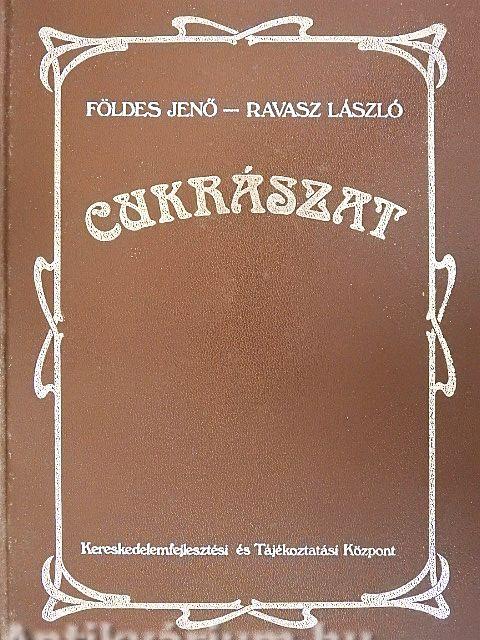 FÖLDES JENŐ — RAVASZ LÁSZLÓ
CUKRÁSZAT
Kereskedelemfejlesztési és Tájékoztatási Központ